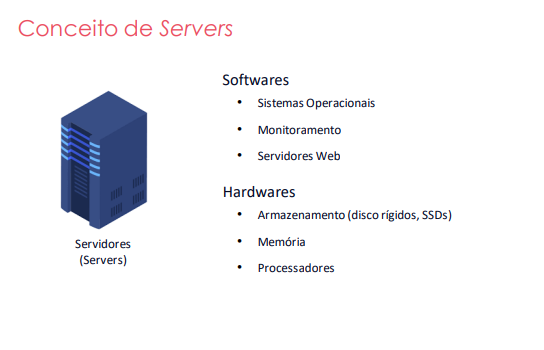 Conceito de Servers
Softwares
• Sistemas Operacionais
• Monitoramento
• Servidores Web
Hardwares
• Armazenamento (disco rígidos, SSDs)
• Memória
• Processadores
Servidores
(Servers)